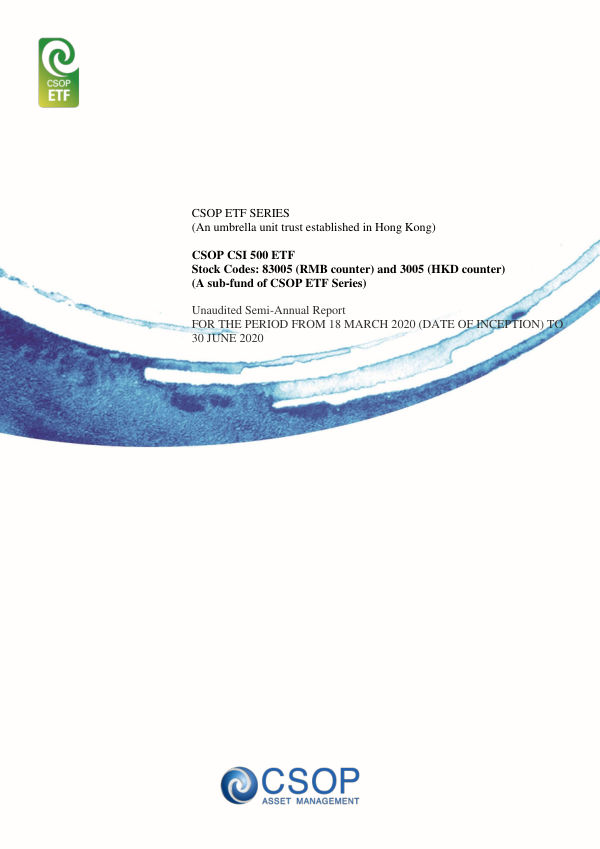 CSOP
ETF
CSOP ETF SERIES
(An umbrella unit trust established in Hong Kong)
CSOP CSI 500 ETF
Stock Codes: 83005 (RMB counter) and 3005 (HKD counter)
(A sub-fund of CSOP ETF Series)
Unaudited Semi-Annual Report
FOR THE PERIOD FROM 18 MARCH 2020 (DATE OF INCEPTION) TO
30 JUNE 2020
CSOP
ASSET MANAGEMENT